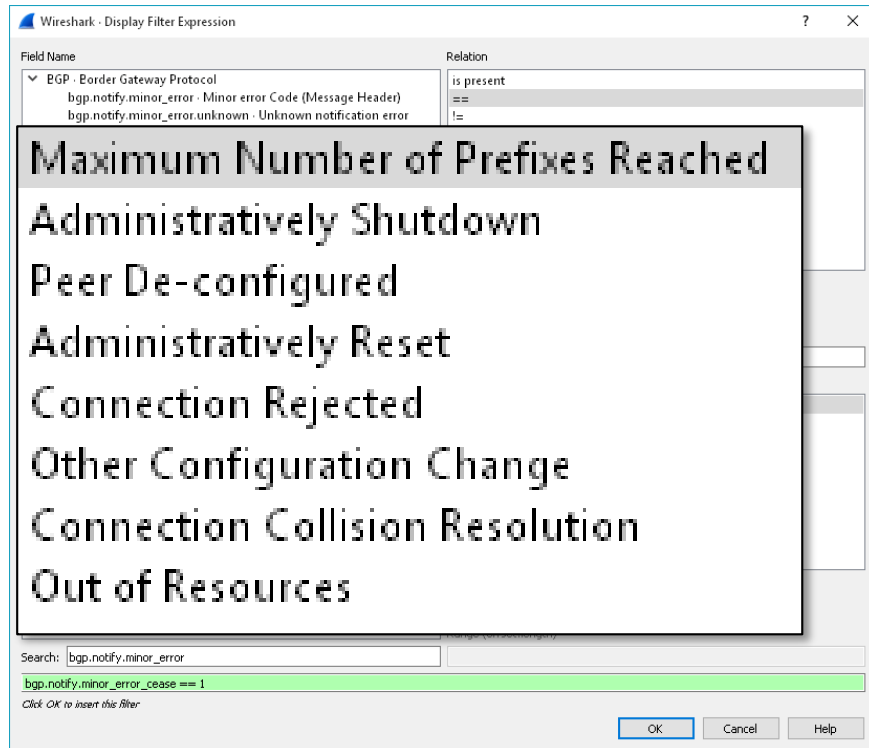 Wireshark · Display Filter Expression
? ×
Field Name
Relation
BGP · Border Gateway Protocol
bgp.notify.minor_error · Minor error Code (Message Header)
bgp.notify.minor_error.unknown · Unknown notification error
is present
==
!=
Maximum Number of Prefixes Reached
Administratively Shutdown
Peer De-configured
Administratively Reset
Connection Rejected
Other Configuration Change
Connection Collision Resolution
Out of Resources
Search: bgp.notify.minor_error
bgp.notify.minor_error_cease == 1
Click OK to insert this filter
OK Cancel Help